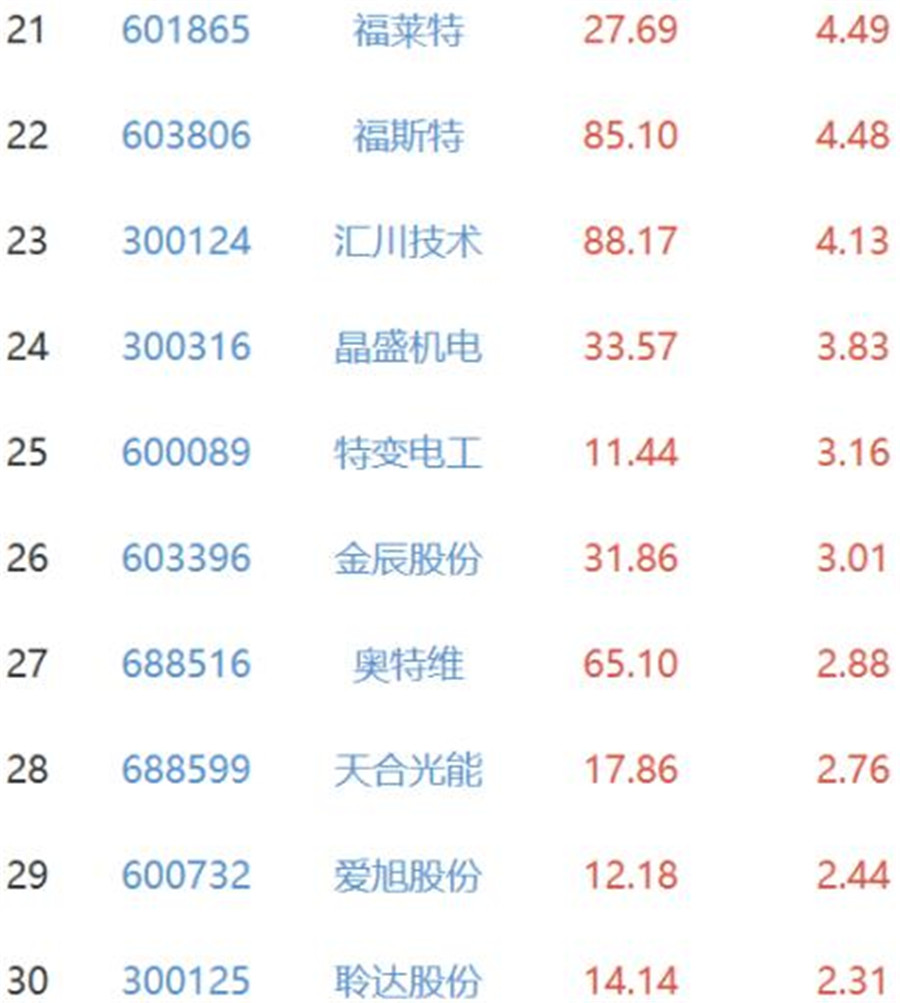 21 601865 福莱特 27.69 4.49
22 603806 福斯特 85.10 4.48
23 300124 汇川技术 88.17 4.13
24 300316 晶盛机电 33.57 3.83
25 600089 特变电工 11.44 3.16
26 603396 金辰股份 31.86 3.01
27 688516 奥特维 65.10 2.88
28 688599 天合光能 17.86 2.76
29 600732 爱旭股份 12.18 2.44
30 300125 聆达股份 14.14 2.31